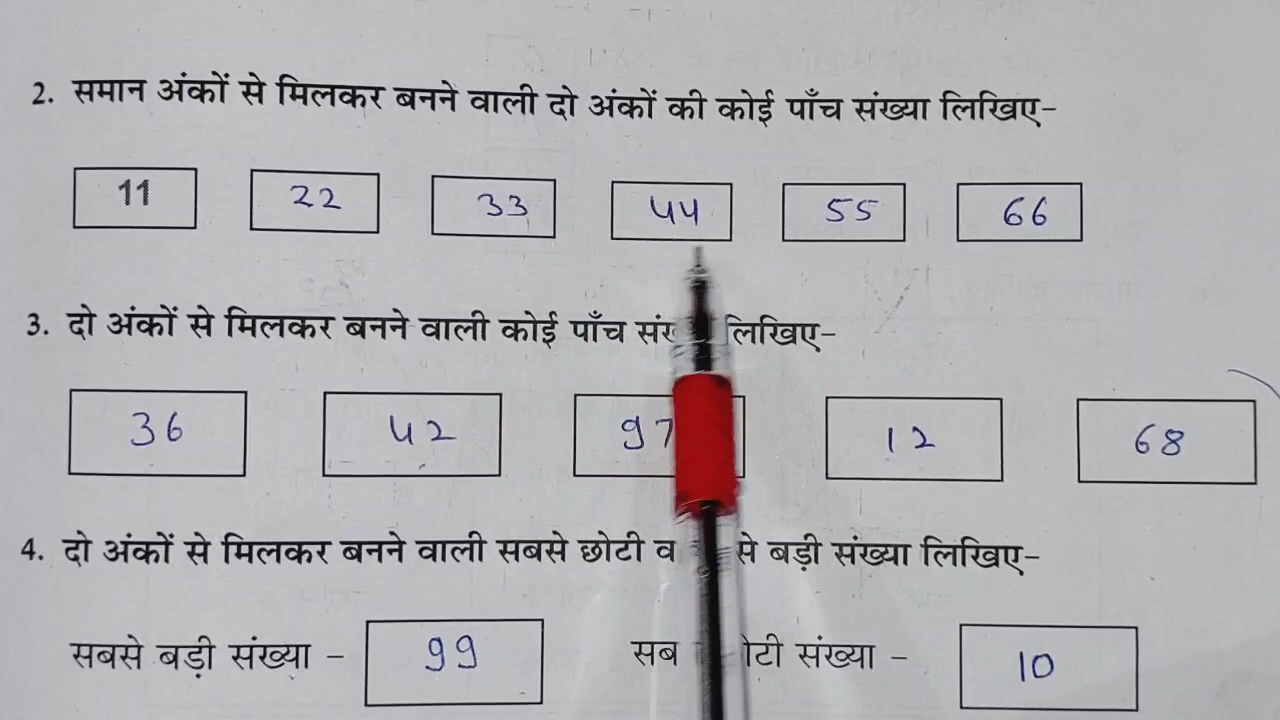 2. समान अंकों से मिलकर बनने वाली दो अंकों की कोई पाँच संख्या लिखिए-
11 22 33 44 55 66
3. दो अंकों से मिलकर बनने वाली कोई पाँच लिखिए-
36 42 97 12 68
4. दो अंकों से मिलकर बनने वाली सबसे छोटी व बड़ी संख्या लिखिए-
सबसे बड़ी संख्या - 99 संख्या - 10